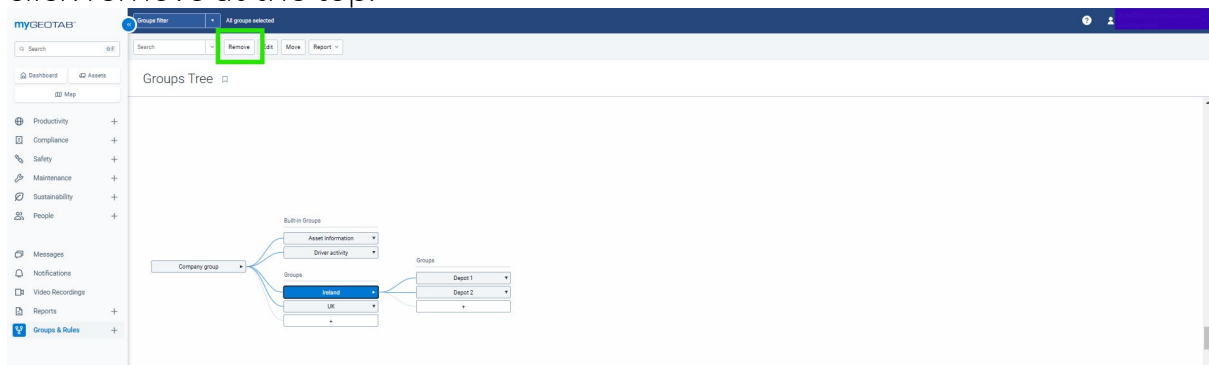 click remove at the top.
myGEOTAB
Groups filter
All groups selected
Search
Search
Remove
Edit
Move
Report
Dashboard
Assets
Map
Groups Tree
Productivity
Compliance
Safety
Maintenance
Sustainability
People
Messages
Notifications
Video Recordings
Reports
Groups & Rules
Built-in Groups
Asset Information
Driver activity
Company group
Groups
Ireland
UK
+
Groups
Depot 1
Depot 2
+